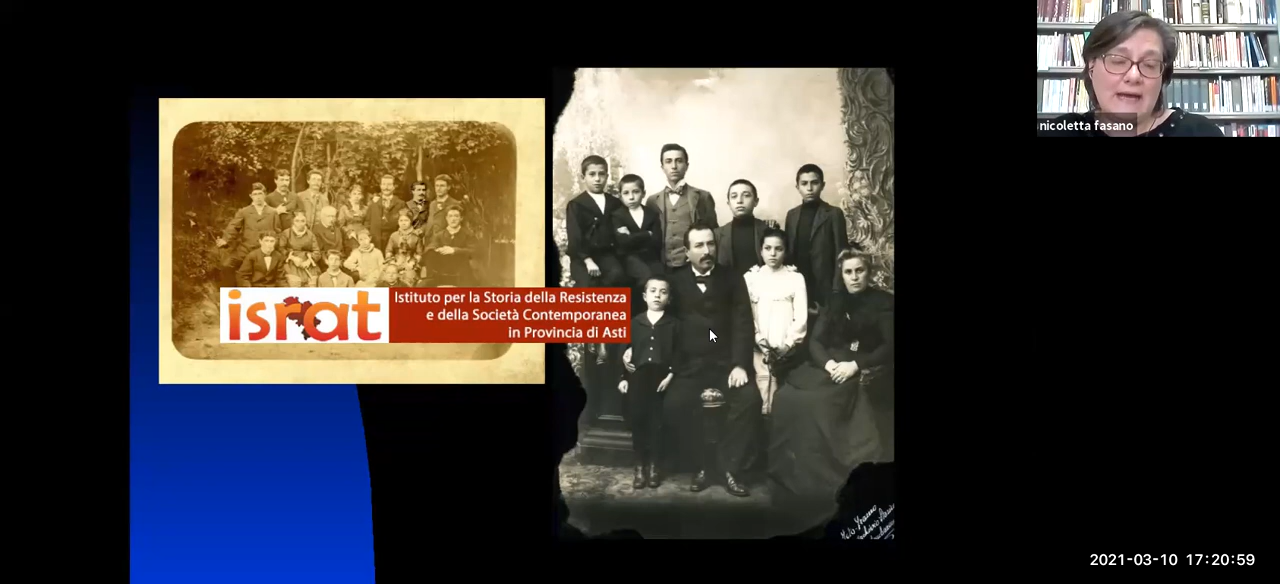 nicoletta fasano
israt
Istituto per la Storia della Resistenza
e della Società Contemporanea
in Provincia di Asti
2021-03-10 17:20:59